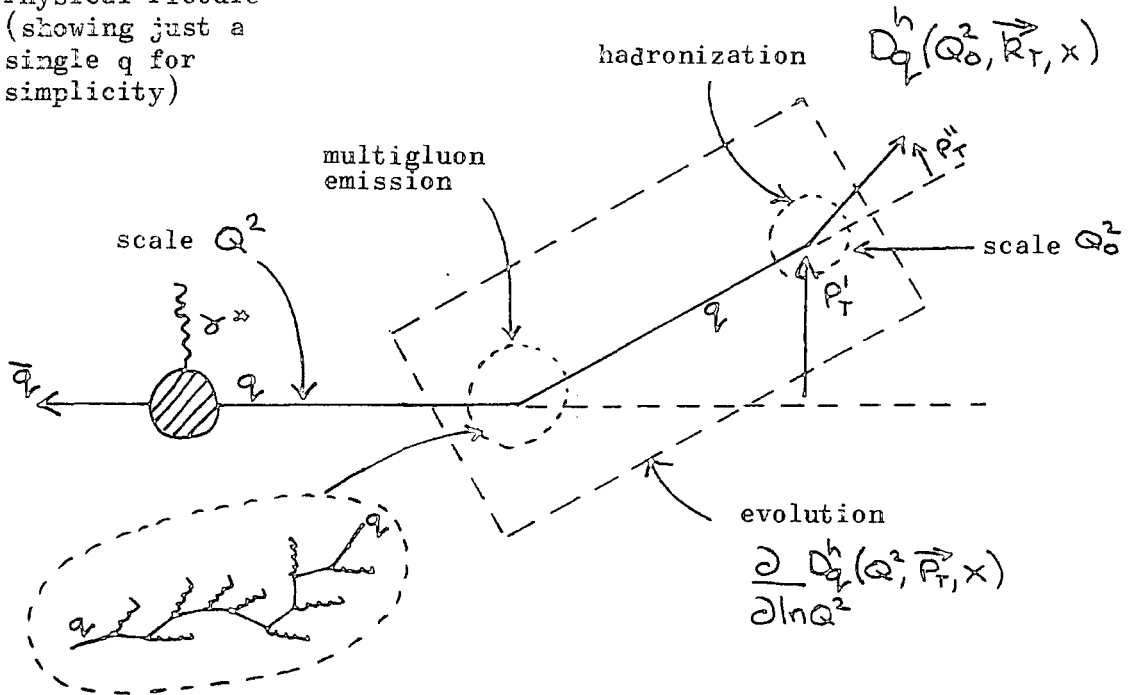 Physical Picture
(showing just a
single q for
simplicity)
hadronization
D_q^h(Q_0^2, \vec{k}_T, x)
multigluon
emission
P_T''
scale Q^2
scale Q_0^2
γ*
P_T'
q
q̄
q
evolution
q
q
∂/∂lnQ^2 D_q^h(Q^2, \vec{P}_T, x)